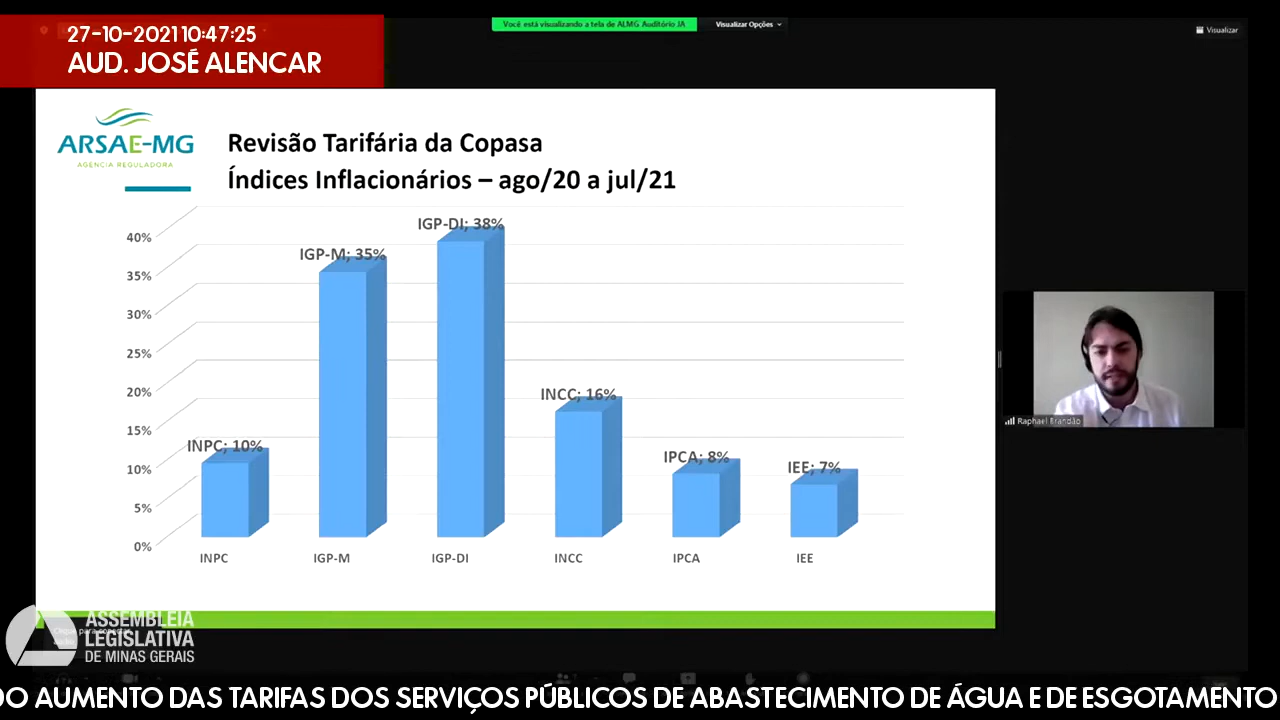 27-10-2021 10:47:25
AUD. JOSÉ ALENCAR
Você está visualizando a tela de ALMG Auditório JA
Visualizar Opções
Visualizar
ARSAE-MG
AGÊNCIA REGULADORA
Revisão Tarifária da Copasa
Índices Inflacionários – ago/20 a jul/21
40%
35%
30%
25%
20%
15%
10%
5%
0%
INPC; 10%
IGP-M; 35%
IGP-DI; 38%
INCC; 16%
IPCA; 8%
IEE; 7%
INPC
IGP-M
IGP-DI
INCC
IPCA
IEE
Raphael Brandão
ASSEMBLEIA
LEGISLATIVA
DE MINAS GERAIS
DO AUMENTO DAS TARIFAS DOS SERVIÇOS PÚBLICOS DE ABASTECIMENTO DE ÁGUA E DE ESGOTAMENTO